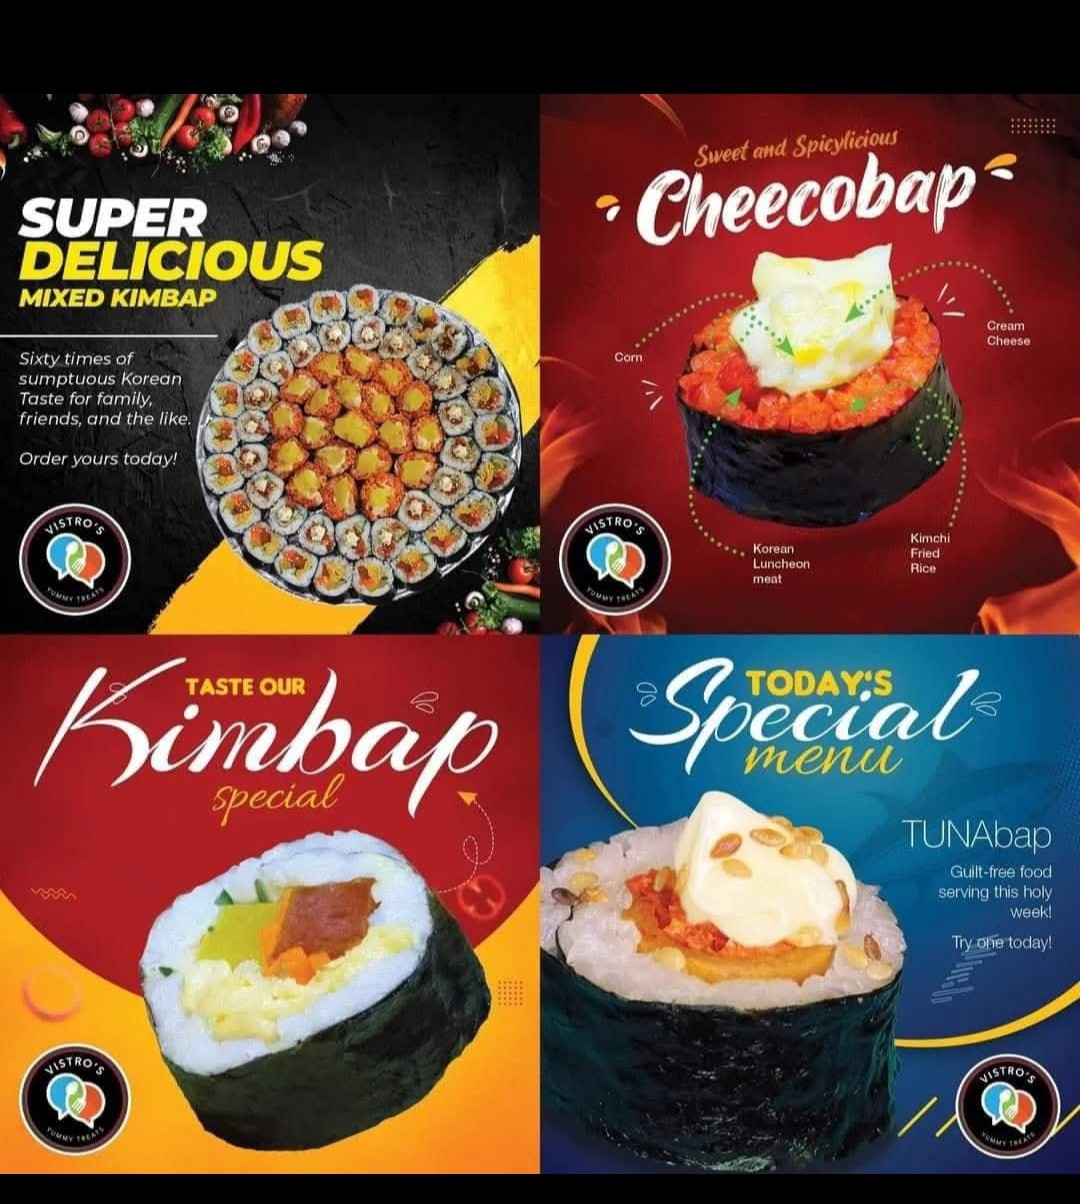 SUPER
DELICIOUS
MIXED KIMBAP
Sixty times of
sumptuous Korean
Taste for family,
friends, and the like.
Order yours today!
VISTRO'S
YUMMY TREATS
Sweet and Spicylicious
Cheecobap
Corn
Cream
Cheese
Korean
Luncheon
meat
Kimchi
Fried
Rice
VISTRO'S
YUMMY TREATS
TASTE OUR
Kimbap
special
VISTRO'S
YUMMY TREATS
TODAY'S
Special
menu
TUNAbap
Guilt-free food
serving this holy
week!
Try one today!
VISTRO'S
YUMMY TREATS